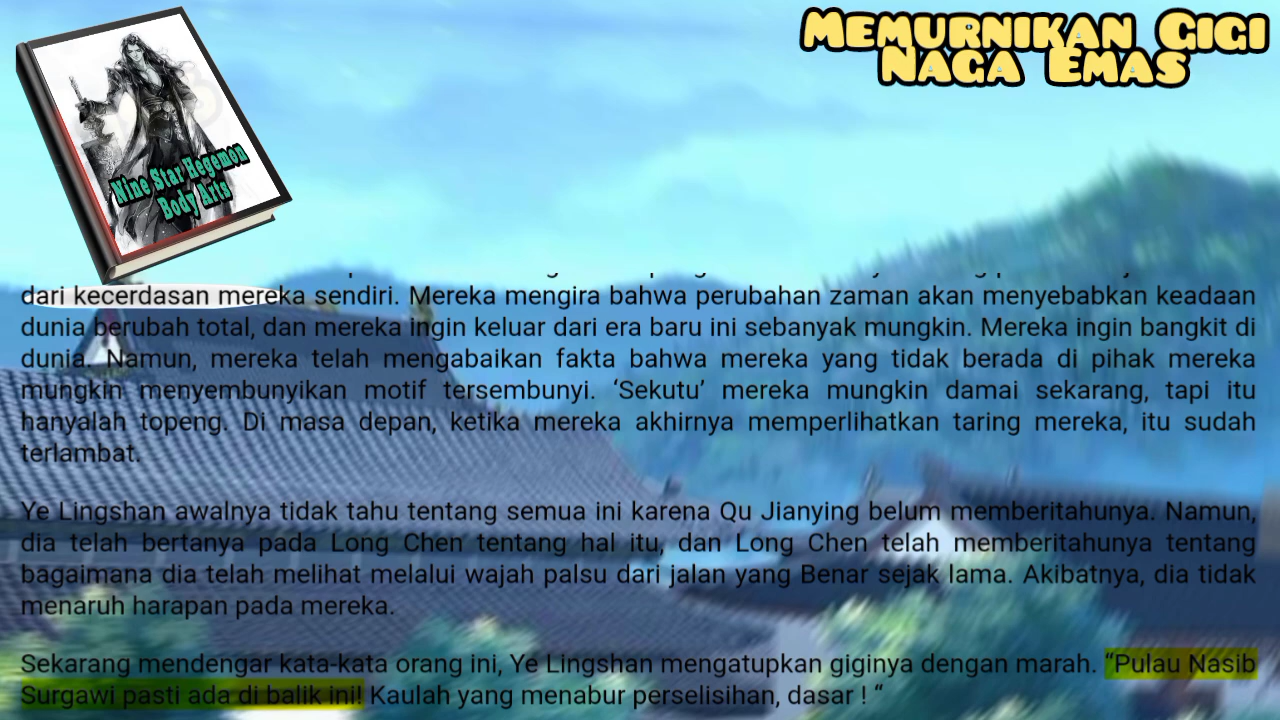 Memurnikan Gigi
Naga Emas
Nine Star Hegemon
Body Arts
dari kecerdasan mereka sendiri. Mereka mengira bahwa perubahan zaman akan menyebabkan keadaan
dunia berubah total, dan mereka ingin keluar dari era baru ini sebanyak mungkin. Mereka ingin bangkit di
dunia. Namun, mereka telah mengabaikan fakta bahwa mereka yang tidak berada di pihak mereka
mungkin menyembunyikan motif tersembunyi. ‘Sekutu’ mereka mungkin damai sekarang, tapi itu
hanyalah topeng. Di masa depan, ketika mereka akhirnya memperlihatkan taring mereka, itu sudah
terlambat.
Ye Lingshan awalnya tidak tahu tentang semua ini karena Qu Jianying belum memberitahunya. Namun,
dia telah bertanya pada Long Chen tentang hal itu, dan Long Chen telah memberitahunya tentang
bagaimana dia telah melihat melalui wajah palsu dari jalan yang Benar sejak lama. Akibatnya, dia tidak
menaruh harapan pada mereka.
Sekarang mendengar kata-kata orang ini, Ye Lingshan mengatupkan giginya dengan marah. “Pulau Nasib
Surgawi pasti ada di balik ini! Kaulah yang menabur perselisihan, dasar ! “